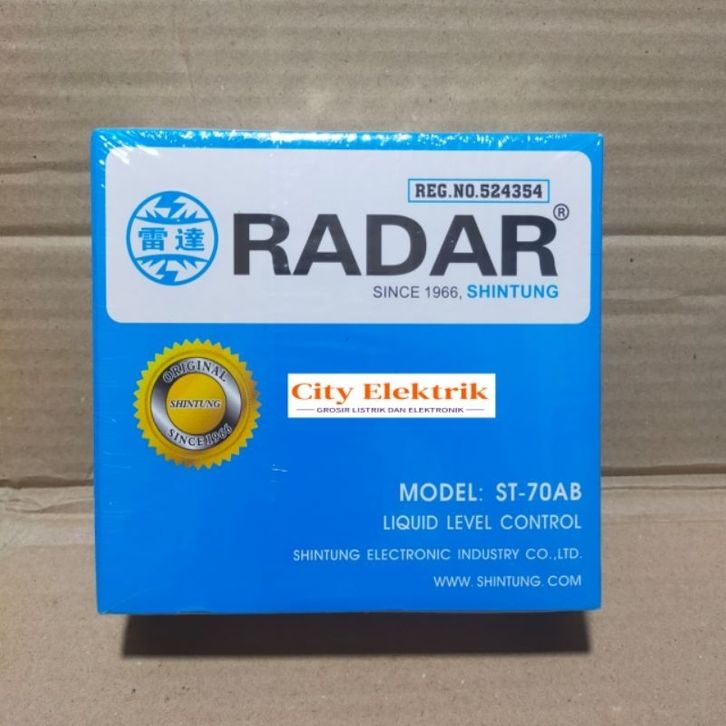 REG.NO.524354
雷達
RADAR®
SINCE 1966, SHINTUNG
ORIGINAL
SHINTUNG
SINCE 1966
City Elektrik
GROSIR LISTRIK DAN ELEKTRONIK
MODEL: ST-70AB
LIQUID LEVEL CONTROL
SHINTUNG ELECTRONIC INDUSTRY CO.,LTD.
WWW. SHINTUNG. COM